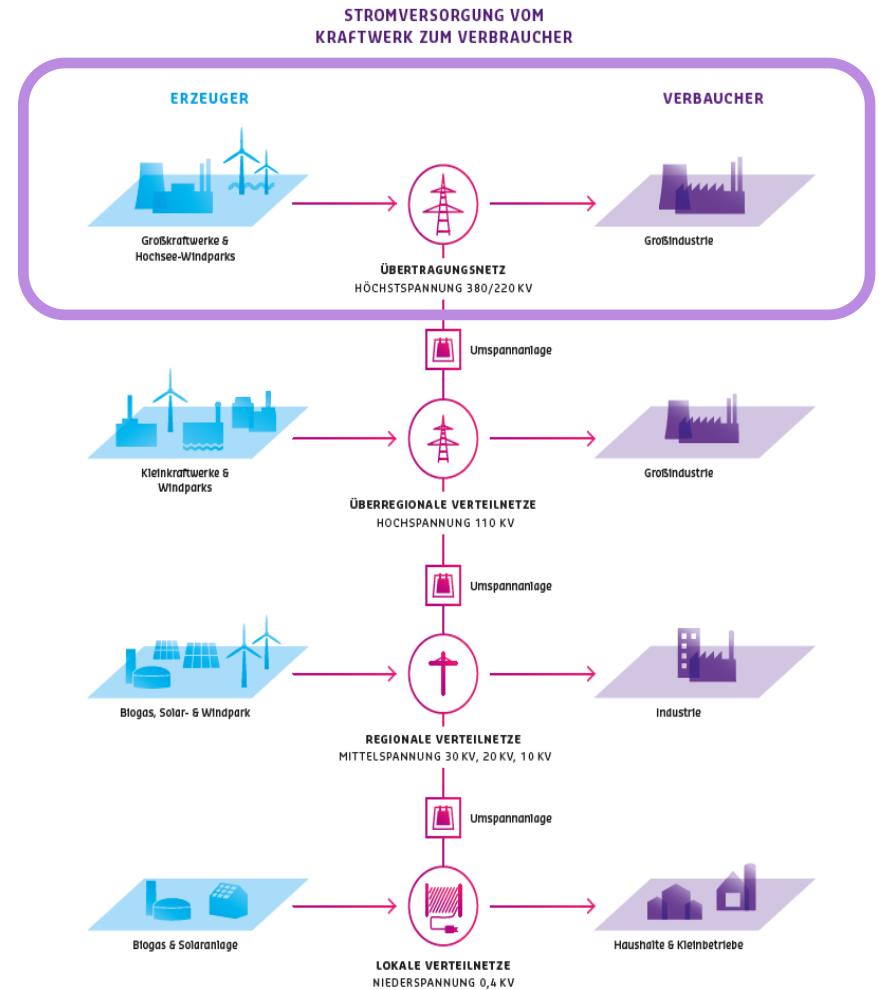 STROMVERSORGUNG VOM
KRAFTWERK ZUM VERBRAUCHER
ERZEUGER
VERBAUCHER
Großkraftwerke &
Hochsee-Windparks
Großindustrie
ÜBERTRAGUNGSNETZ
HÖCHSTSPANNUNG 380/220 KV
Umspannanlage
Kleinkraftwerke &
Windparks
Großindustrie
ÜBERREGIONALE VERTEILNETZE
HOCHSPANNUNG 110 KV
Umspannanlage
Biogas, Solar- & Windpark
Industrie
REGIONALE VERTEILNETZE
MITTELSPANNUNG 30 KV, 20 KV, 10 KV
Umspannanlage
Biogas & Solaranlage
Haushalte & Kleinbetriebe
LOKALE VERTEILNETZE
NIEDERSPANNUNG 0,4 KV